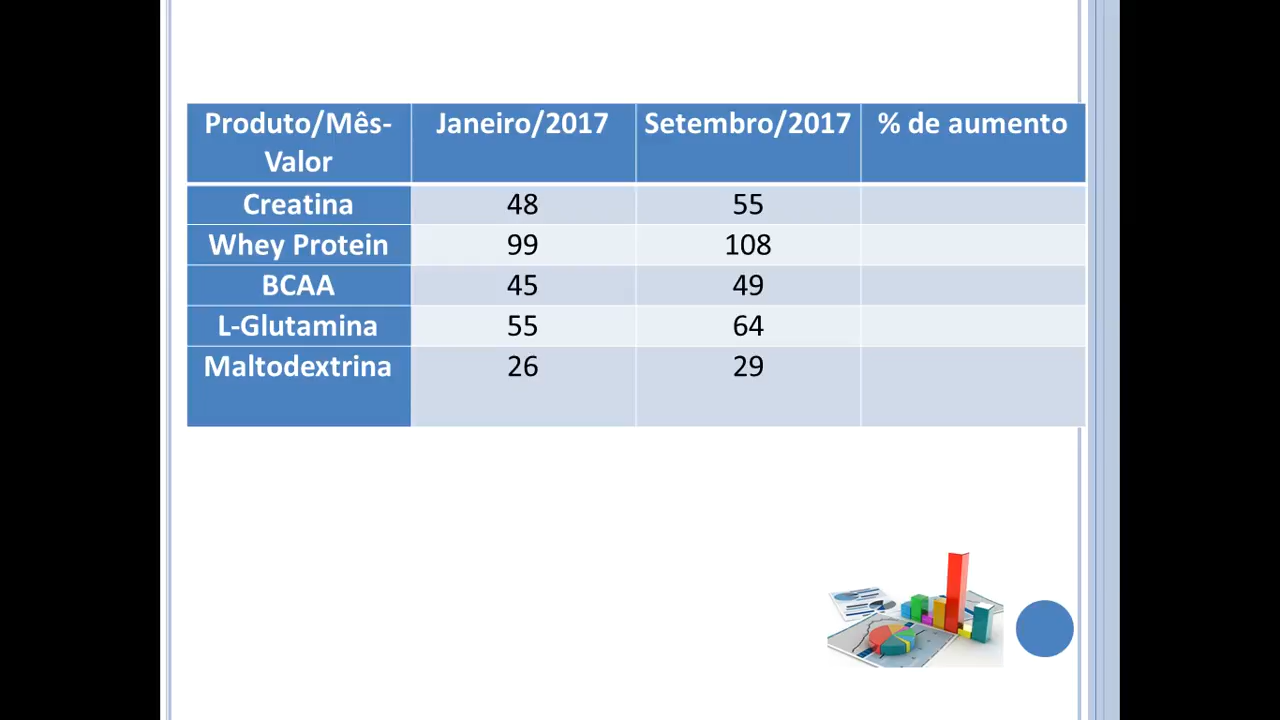 Produto/Mês- Janeiro/2017 Setembro/2017 % de aumento
Valor
Creatina 48 55
Whey Protein 99 108
BCAA 45 49
L-Glutamina 55 64
Maltodextrina 26 29